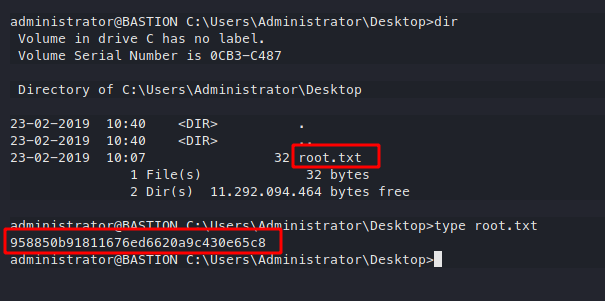 administrator@BASTION C:\Users\Administrator\Desktop>dir
Volume in drive C has no label.
Volume Serial Number is 0CB3-C487
Directory of C:\Users\Administrator\Desktop
23-02-2019 10:40 <DIR> .
23-02-2019 10:40 <DIR> ..
23-02-2019 10:07 32 root.txt
1 File(s) 32 bytes
2 Dir(s) 11.292.094.464 bytes free
administrator@BASTION C:\Users\Administrator\Desktop>type root.txt
958850b91811676ed6620a9c430e65c8
administrator@BASTION C:\Users\Administrator\Desktop>